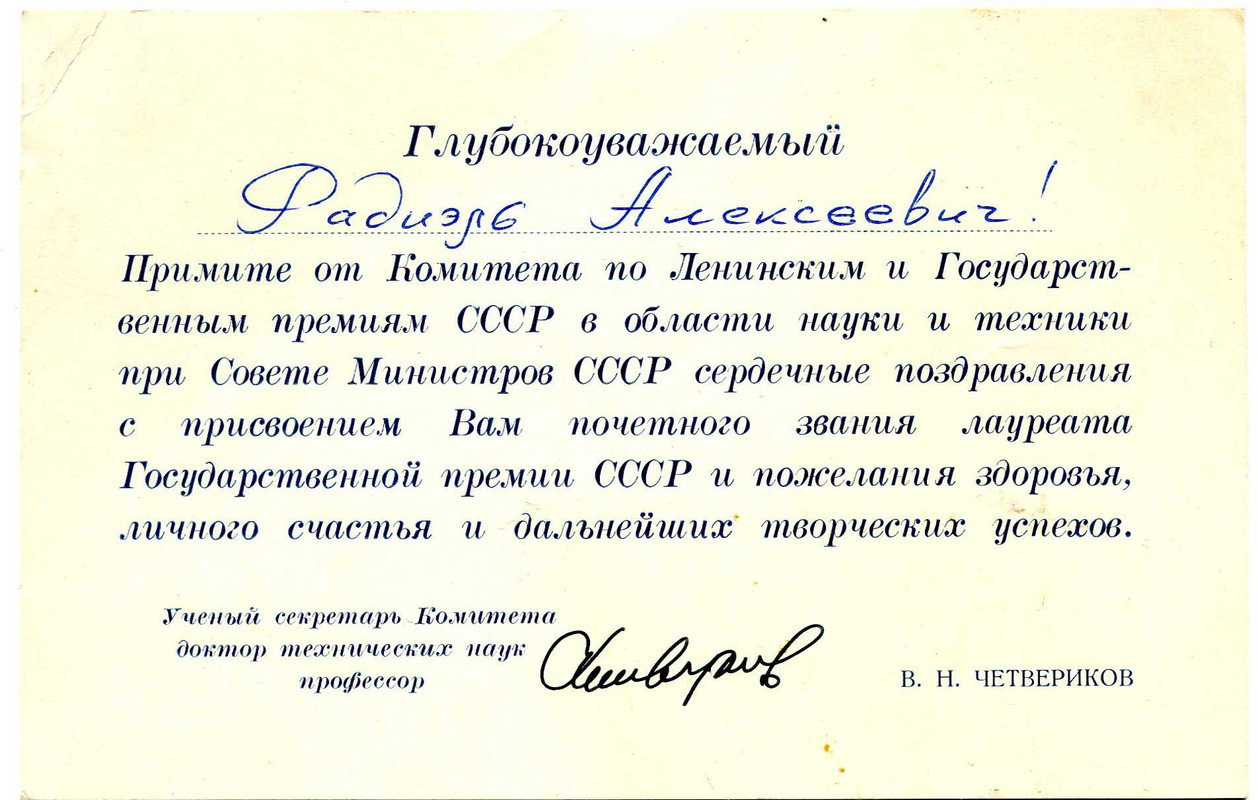 Глубокоуважаемый
Радиэль Алексеевич!
Примите от Комитета по Ленинским и Государст-
венным премиям СССР в области науки и техники
при Совете Министров СССР сердечные поздравления
с присвоением Вам почетного звания лауреата
Государственной премии СССР и пожелания здоровья,
личного счастья и дальнейших творческих успехов.
Ученый секретарь Комитета
доктор технических наук
профессор
В. Н. ЧЕТВЕРИКОВ